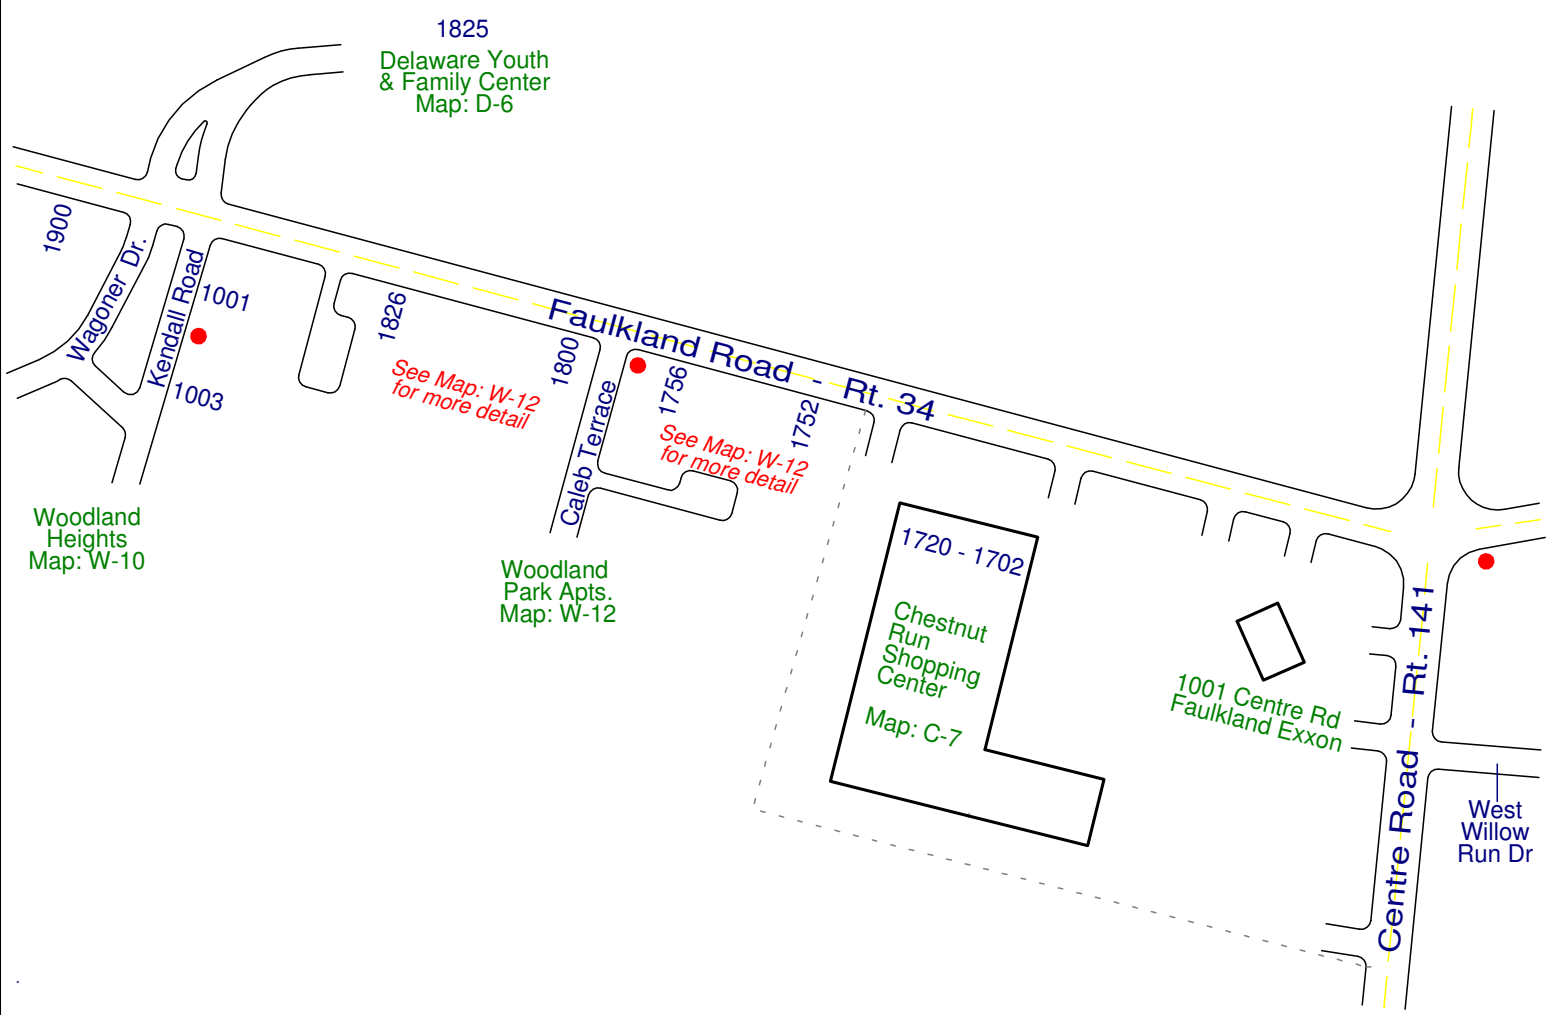 1825
Delaware Youth
& Family Center
Map: D-6
1900
Wagoner Dr.
Kendall Road
1001
1003
1826
See Map: W-12
for more detail
1800
Faulkland Road - Rt. 34
Caleb Terrace
1756
1752
See Map: W-12
for more detail
Woodland
Heights
Map: W-10
Woodland
Park Apts.
Map: W-12
1720 - 1702
Chestnut
Run
Shopping
Center
Map: C-7
1001 Centre Rd
Faulkland Exxon
Centre Road - Rt. 141
West
Willow
Run Dr